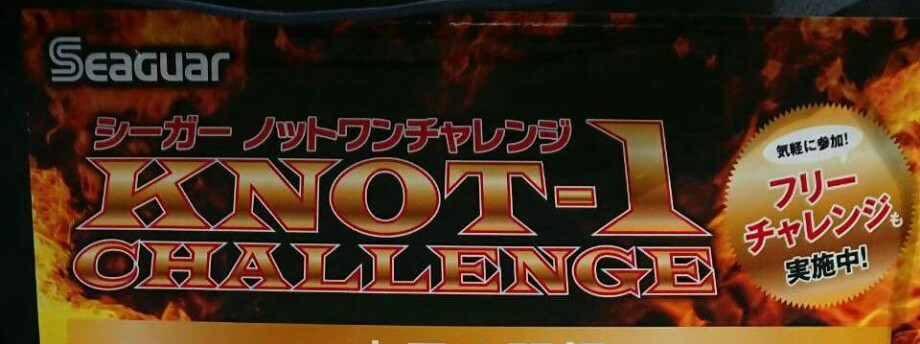 Seaguar
シーガー ノットワンチャレンジ
KNOT-1
CHALLENGE
気軽に参加!
フリー
チャレンジも
実施中!